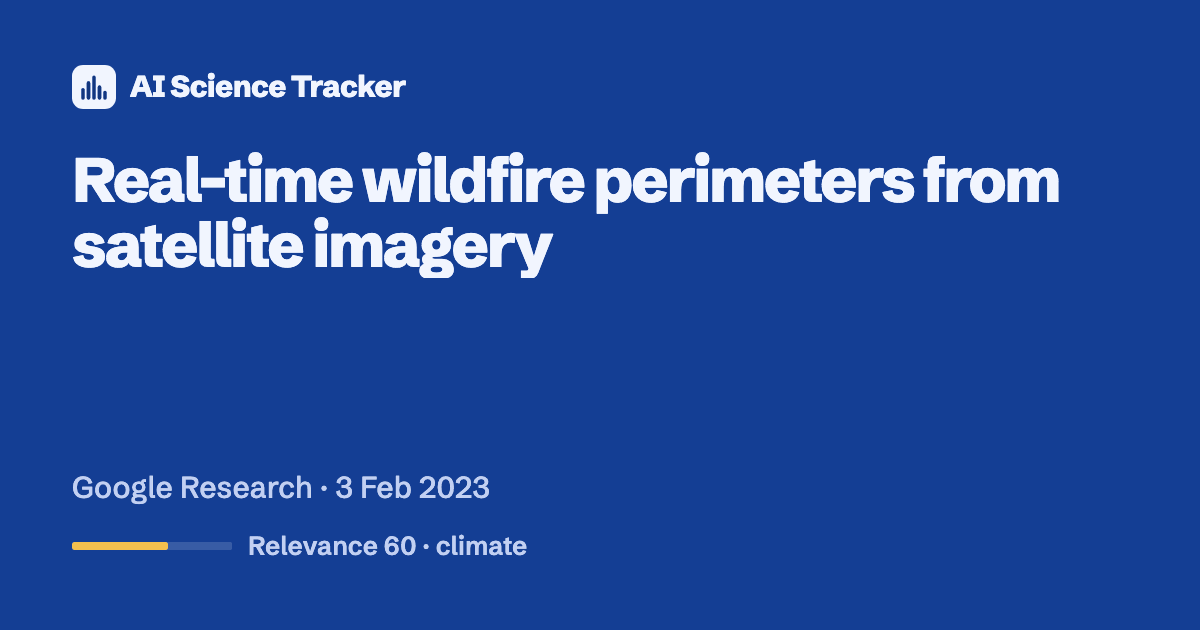 AI Science Tracker
Real-time wildfire perimeters from
satellite imagery
Google Research · 3 Feb 2023
Relevance 60 · climate